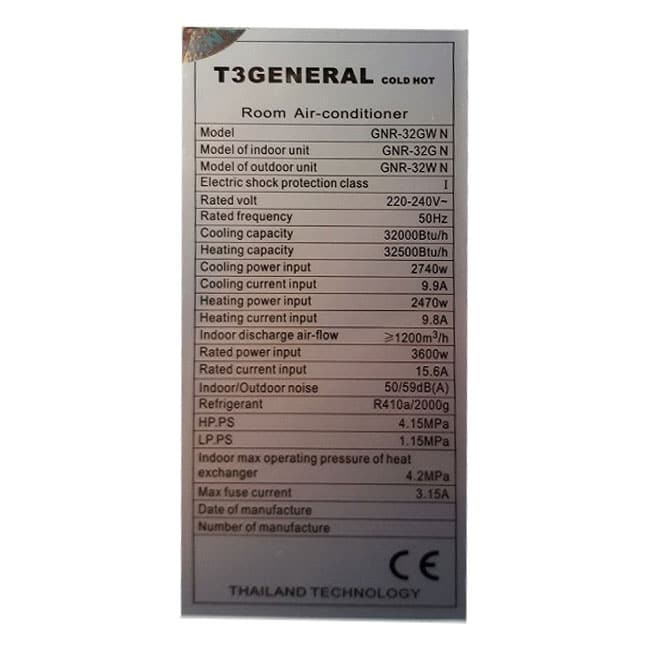 T3GENERAL COLD HOT
Room Air-conditioner
Model GNR-32GW N
Model of indoor unit GNR-32G N
Model of outdoor unit GNR-32W N
Electric shock protection class I
Rated volt 220-240V~
Rated frequency 50Hz
Cooling capacity 32000Btu/h
Heating capacity 32500Btu/h
Cooling power input 2740w
Cooling current input 9.9A
Heating power input 2470w
Heating current input 9.8A
Indoor discharge air-flow ≥1200m³/h
Rated power input 3600w
Rated current input 15.6A
Indoor/Outdoor noise 50/59dB(A)
Refrigerant R410a/2000g
HP.PS 4.15MPa
LP.PS 1.15MPa
Indoor max operating pressure of heat
exchanger 4.2MPa
Max fuse current 3.15A
Date of manufacture
Number of manufacture
CE
THAILAND TECHNOLOGY